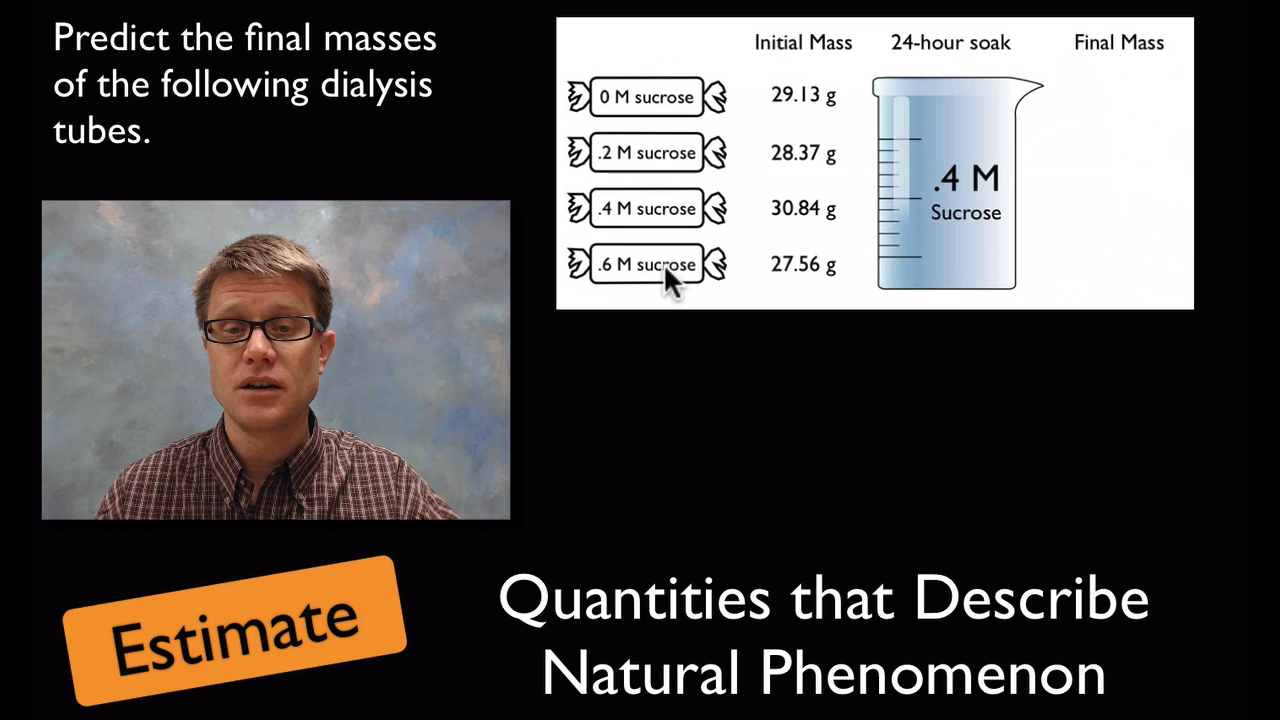 Predict the final masses
of the following dialysis
tubes.
Initial Mass 24-hour soak Final Mass
0 M sucrose 29.13 g
.2 M sucrose 28.37 g
.4 M sucrose 30.84 g
.6 M sucrose 27.56 g
.4 M
Sucrose
Estimate
Quantities that Describe
Natural Phenomenon